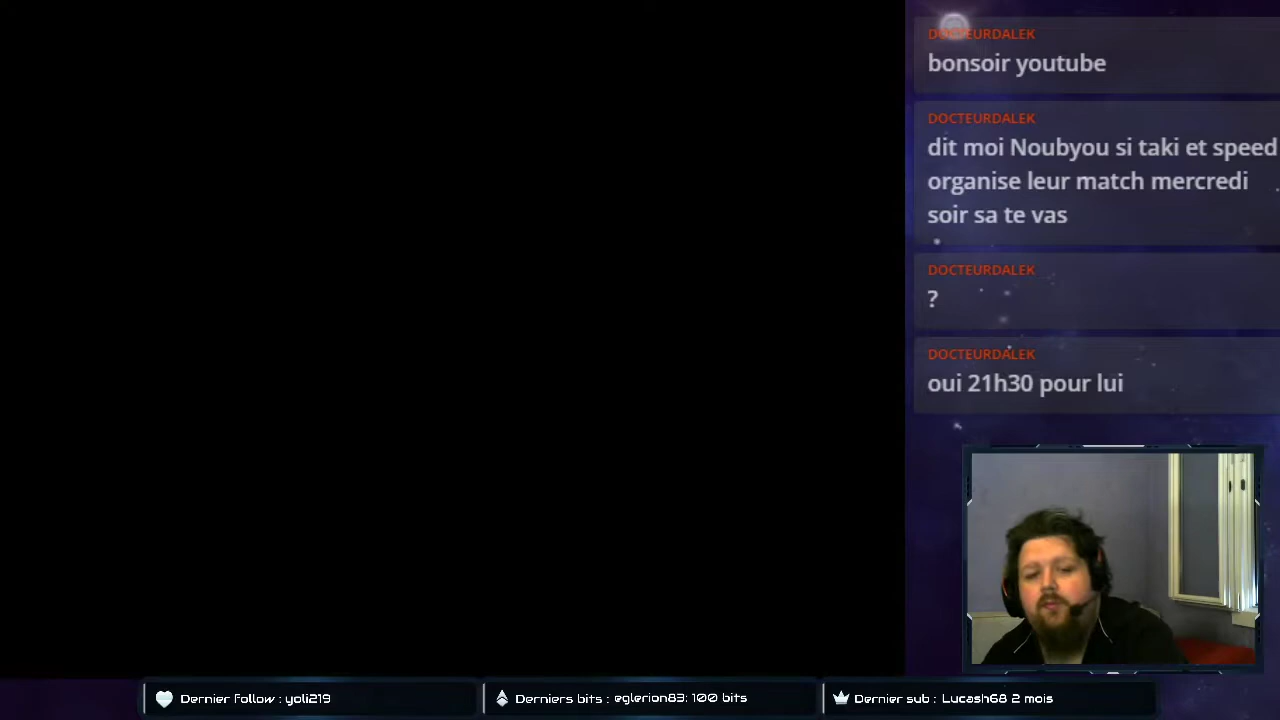 DOCTEURDALEK
bonsoir youtube
DOCTEURDALEK
dit moi Noubyou si taki et speed
organise leur match mercredi
soir sa te vas
DOCTEURDALEK
?
DOCTEURDALEK
oui 21h30 pour lui
Dernier Follow : yoli219
Derniers bits : eglerion83: 100 bits
Dernier sub : Lucash68 2 mois